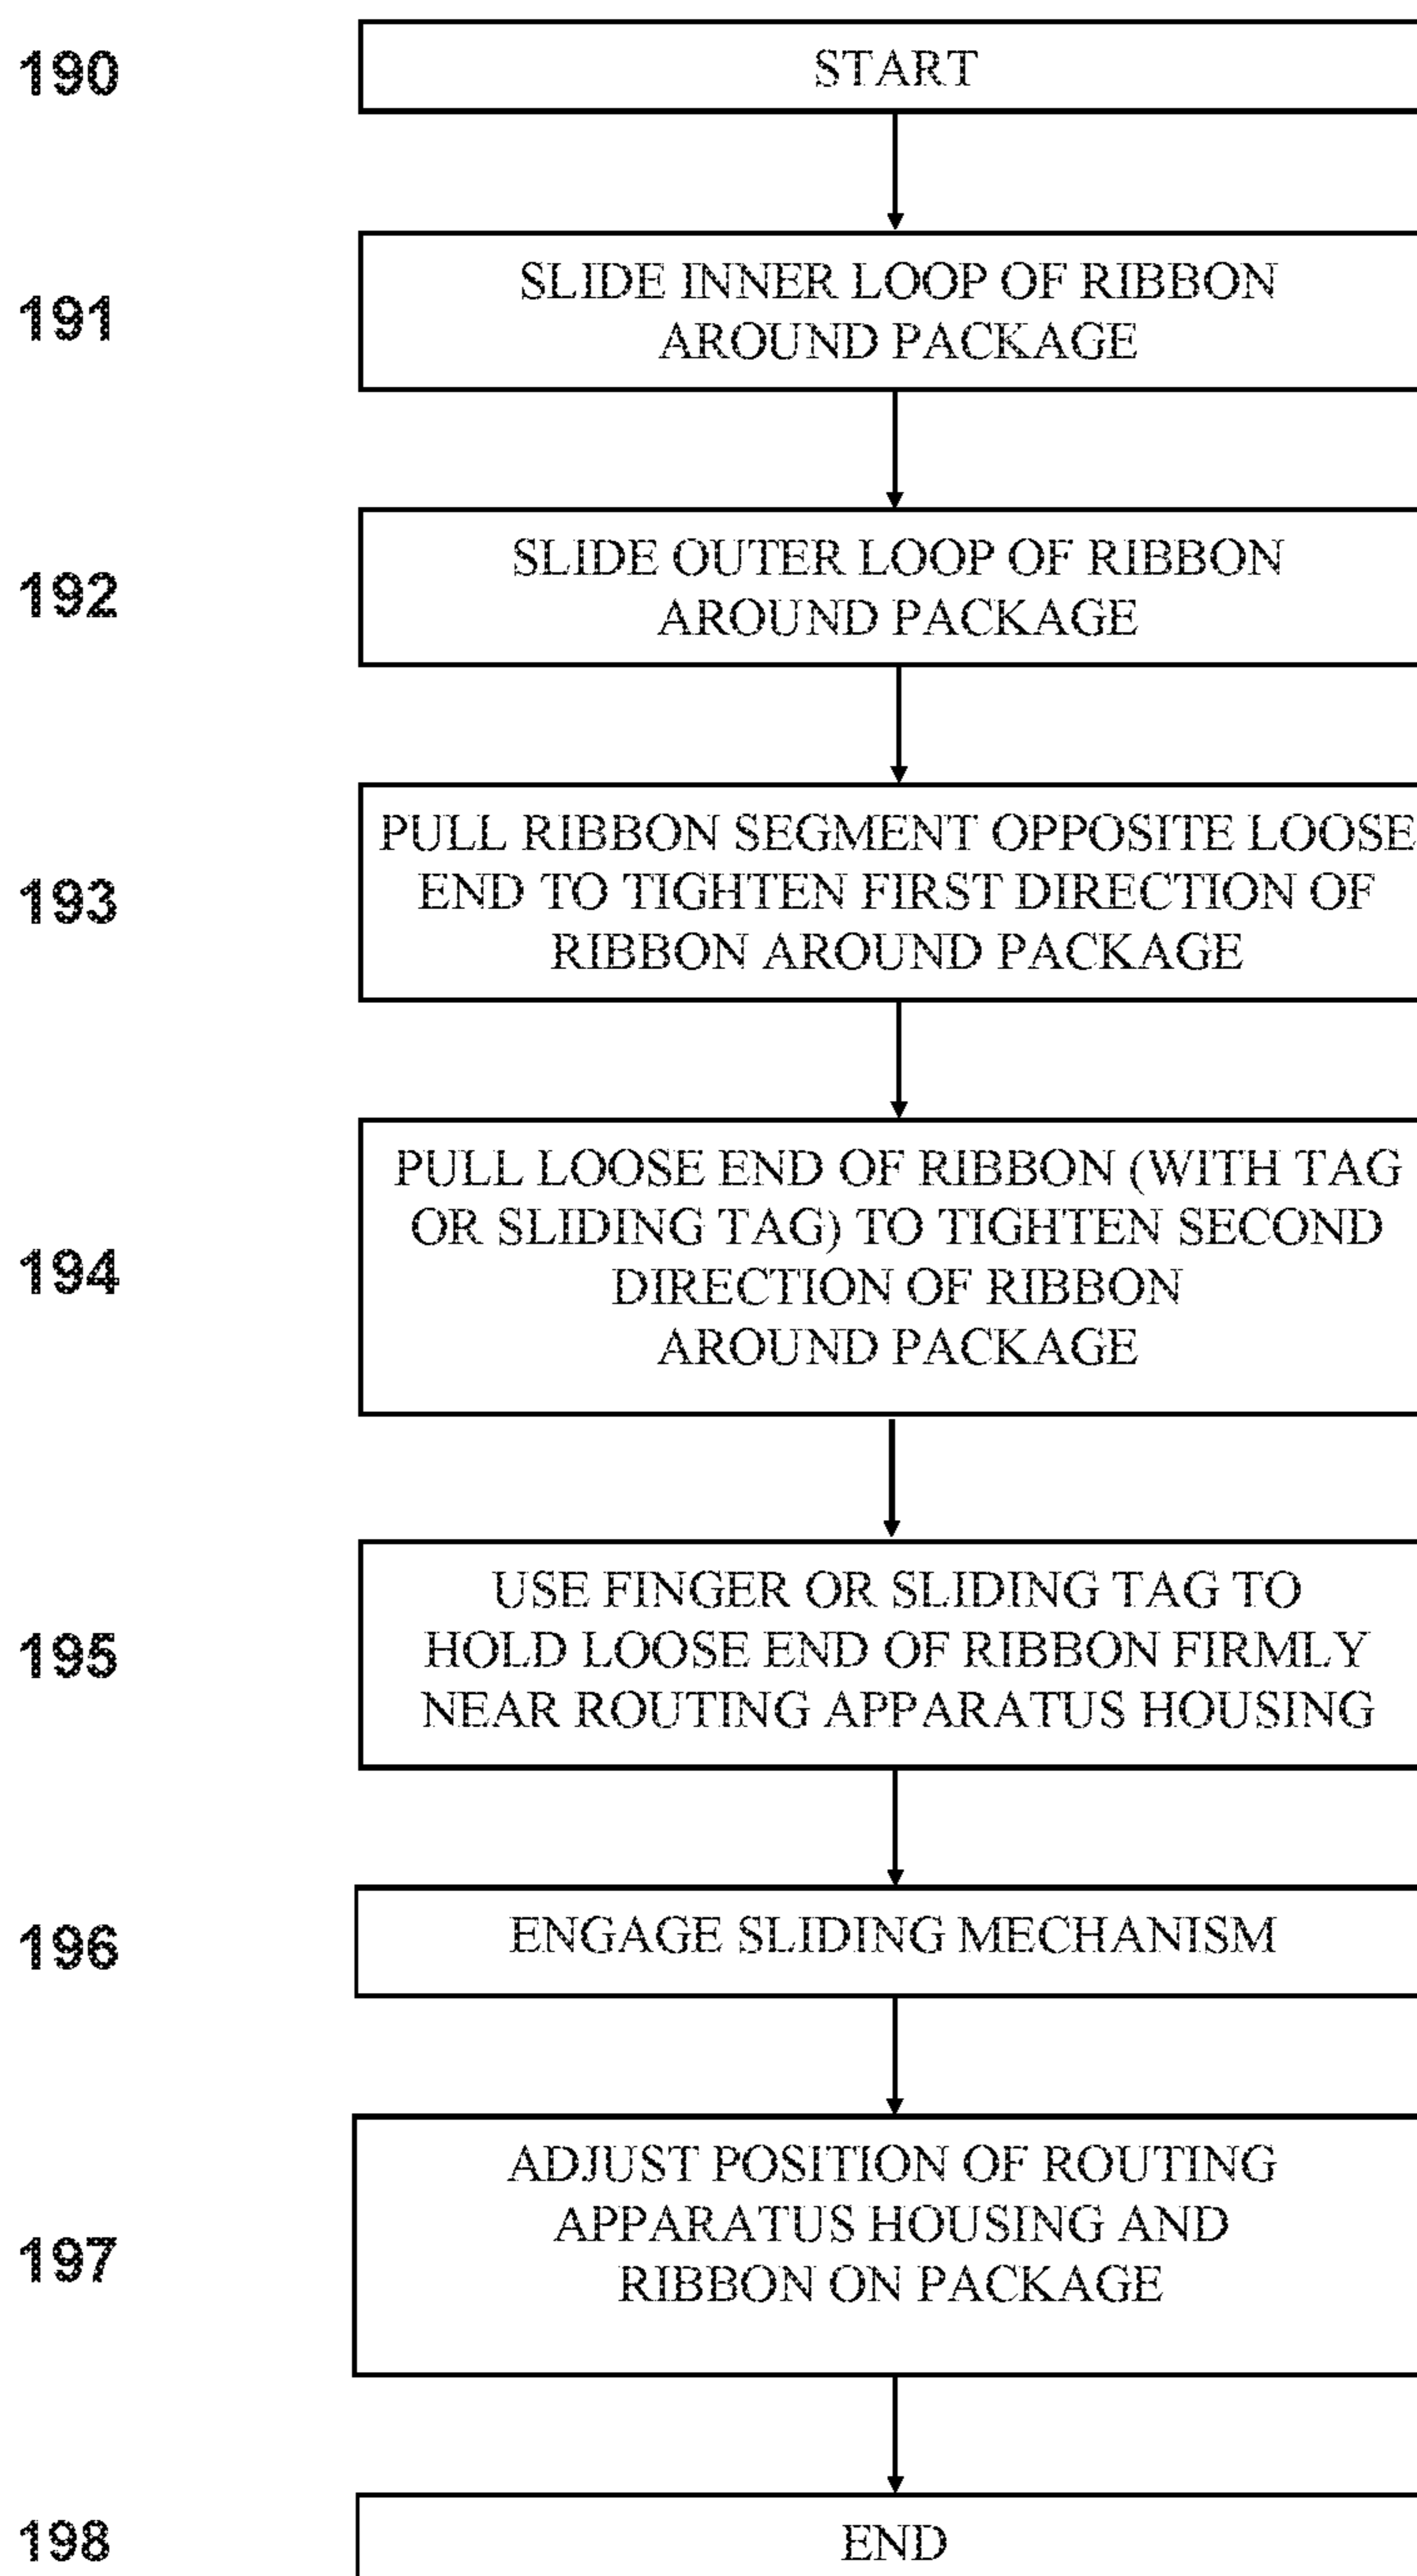 190
START
191
SLIDE INNER LOOP OF RIBBON
AROUND PACKAGE
192
SLIDE OUTER LOOP OF RIBBON
AROUND PACKAGE
193
PULL RIBBON SEGMENT OPPOSITE LOOSE
END TO TIGHTEN FIRST DIRECTION OF
RIBBON AROUND PACKAGE
194
PULL LOOSE END OF RIBBON (WITH TAG
OR SLIDING TAG) TO TIGHTEN SECOND
DIRECTION OF RIBBON
AROUND PACKAGE
195
USE FINGER OR SLIDING TAG TO
HOLD LOOSE END OF RIBBON FIRMLY
NEAR ROUTING APPARATUS HOUSING
196
ENGAGE SLIDING MECHANISM
197
ADJUST POSITION OF ROUTING
APPARATUS HOUSING AND
RIBBON ON PACKAGE
198
END